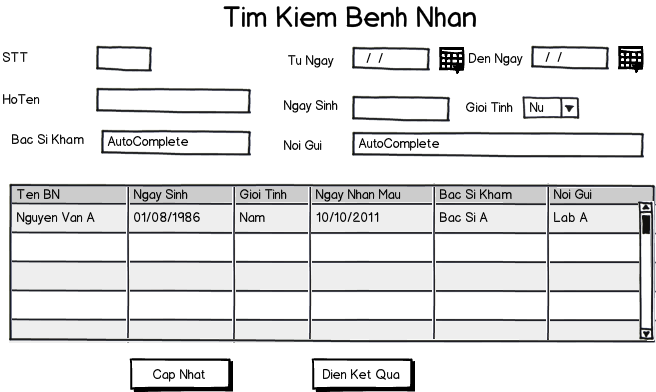 Tim Kiem Benh Nhan
STT Tu Ngay / / Den Ngay / /
HoTen Ngay Sinh Gioi Tinh Nu
Bac Si Kham AutoComplete Noi Gui AutoComplete
Ten BN Ngay Sinh Gioi Tinh Ngay Nhan Mau Bac Si Kham Noi Gui
Nguyen Van A 01/08/1986 Nam 10/10/2011 Bac Si A Lab A
Cap Nhat Dien Ket Qua